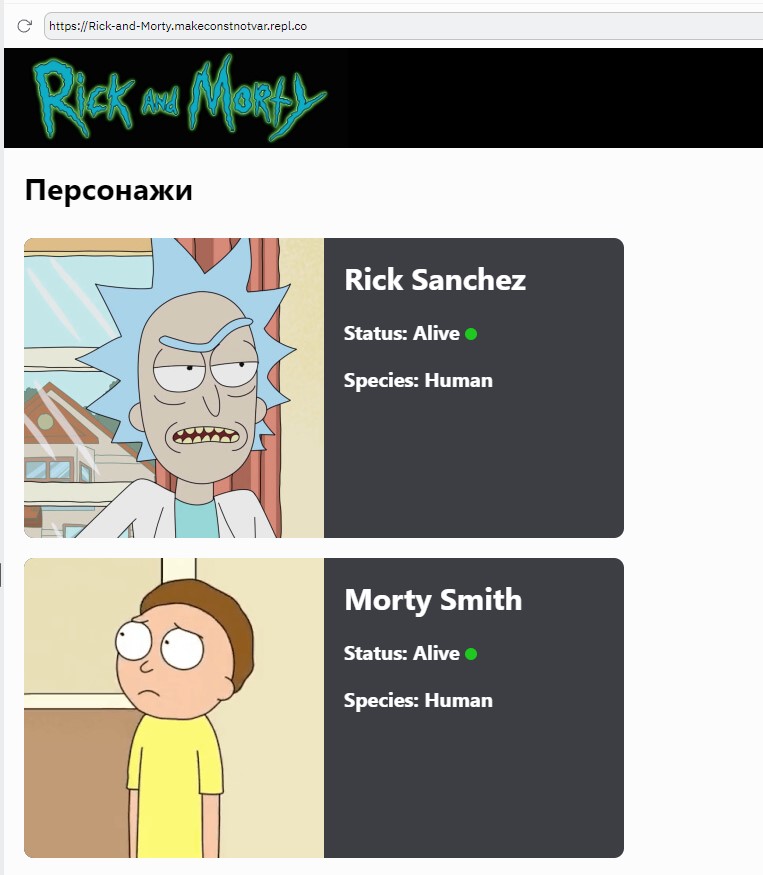 https://Rick-and-Morty.makeconstnotvar.repl.co
Rick and Morty
Персонажи
Rick Sanchez
Status: Alive
Species: Human
Morty Smith
Status: Alive
Species: Human